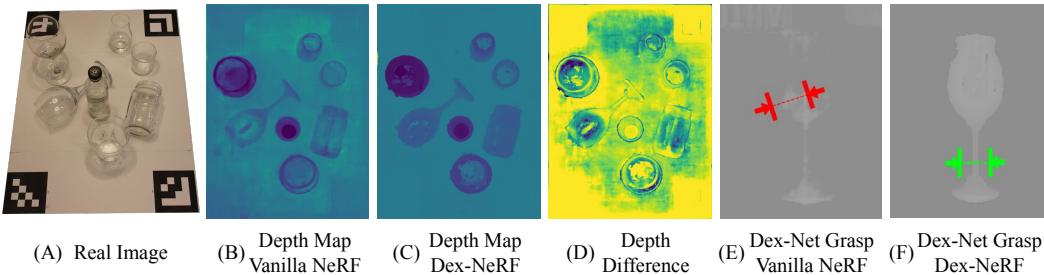 (A) Real Image
(B) Depth Map
Vanilla NeRF
(C) Depth Map
Dex-NeRF
(D) Depth
Difference
(E) Dex-Net Grasp
Vanilla NeRF
(F) Dex-Net Grasp
Dex-NeRF